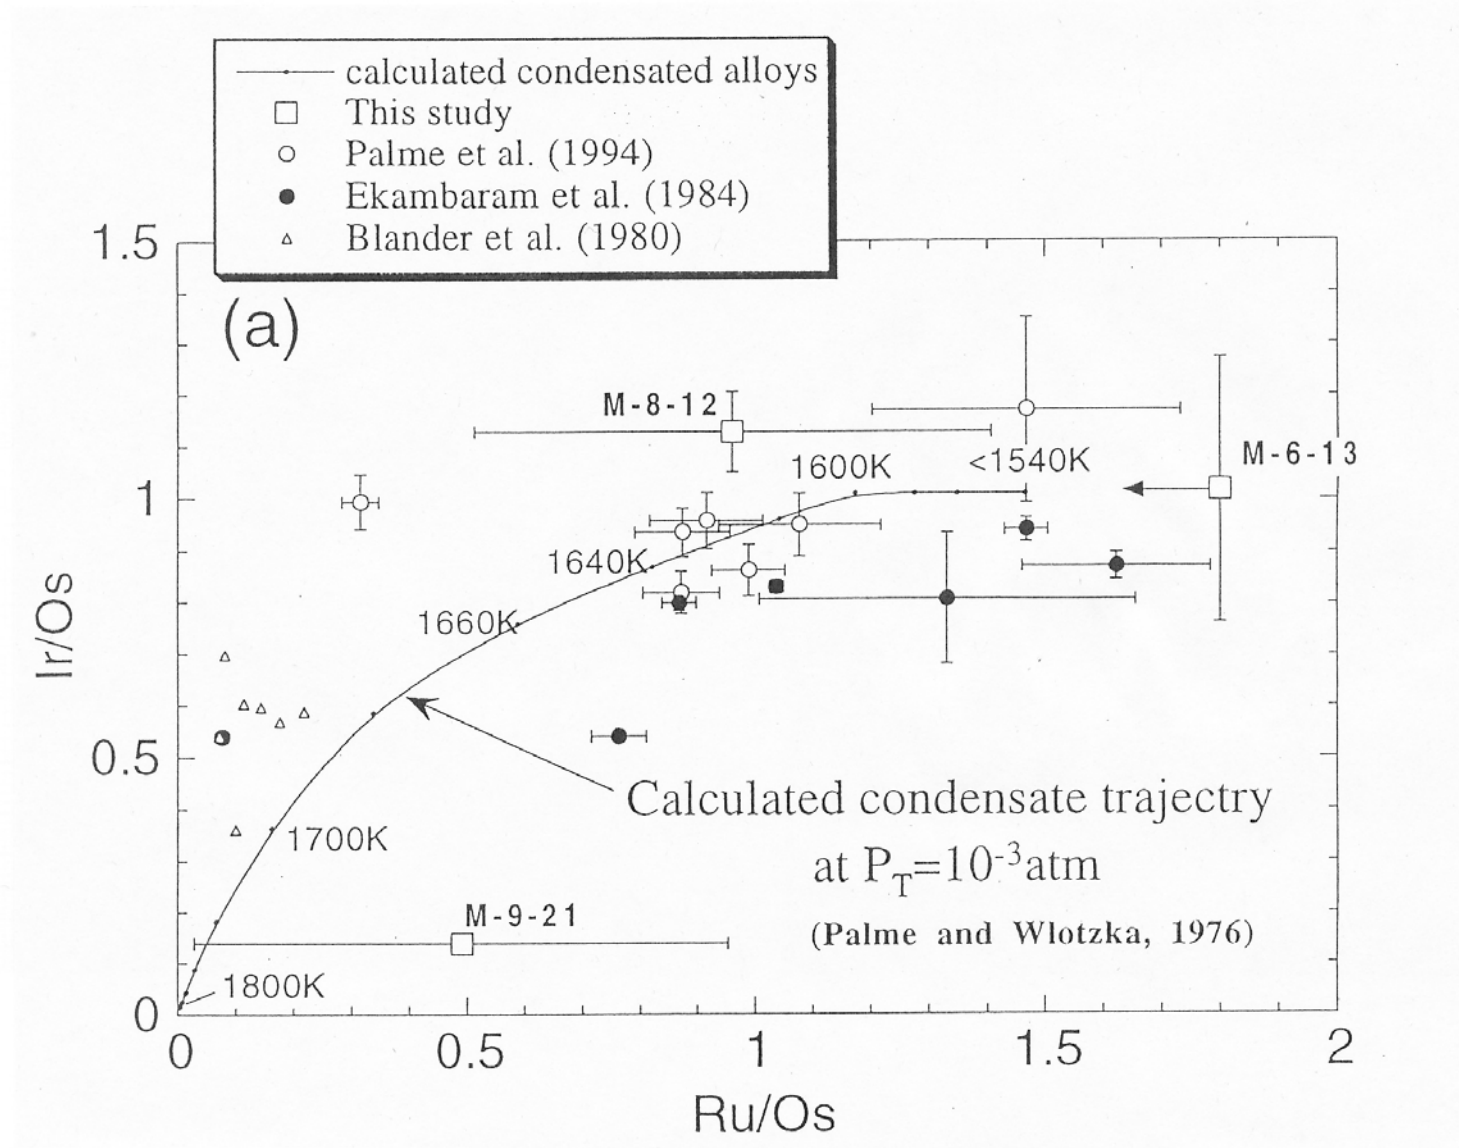 calculated condensated alloys
This study
Palme et al. (1994)
Ekambaram et al. (1984)
Blander et al. (1980)
1.5
(a)
M-8-12
1600K
<1540K
M-6-13
1
1640K
1660K
Ir/Os
0.5
Calculated condensate trajectry
1700K
at PT=10-3atm
M-9-21
(Palme and Wlotzka, 1976)
1800K
0
0
0.5
1
1.5
2
Ru/Os